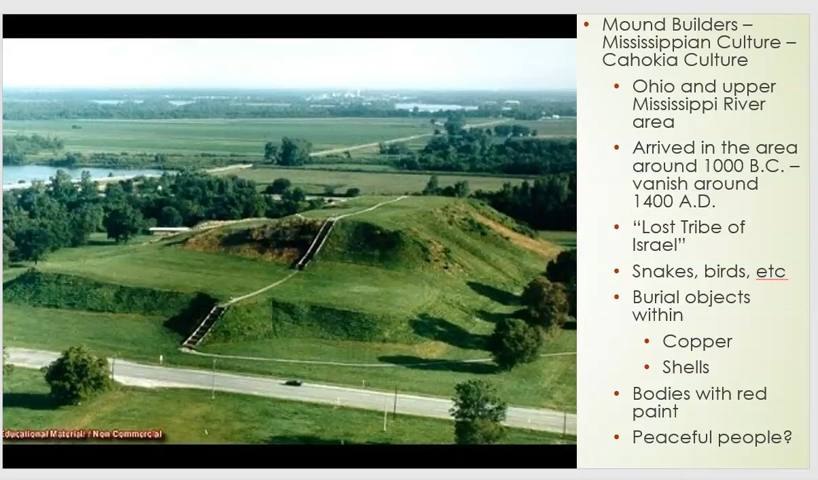 Mound Builders –
Mississippian Culture –
Cahokia Culture
Ohio and upper
Mississippi River
area
Arrived in the area
around 1000 B.C. –
vanish around
1400 A.D.
“Lost Tribe of
Israel”
Snakes, birds, etc
Burial objects
within
Copper
Shells
Bodies with red
paint
Peaceful people?
Educational Material / Non Commercial